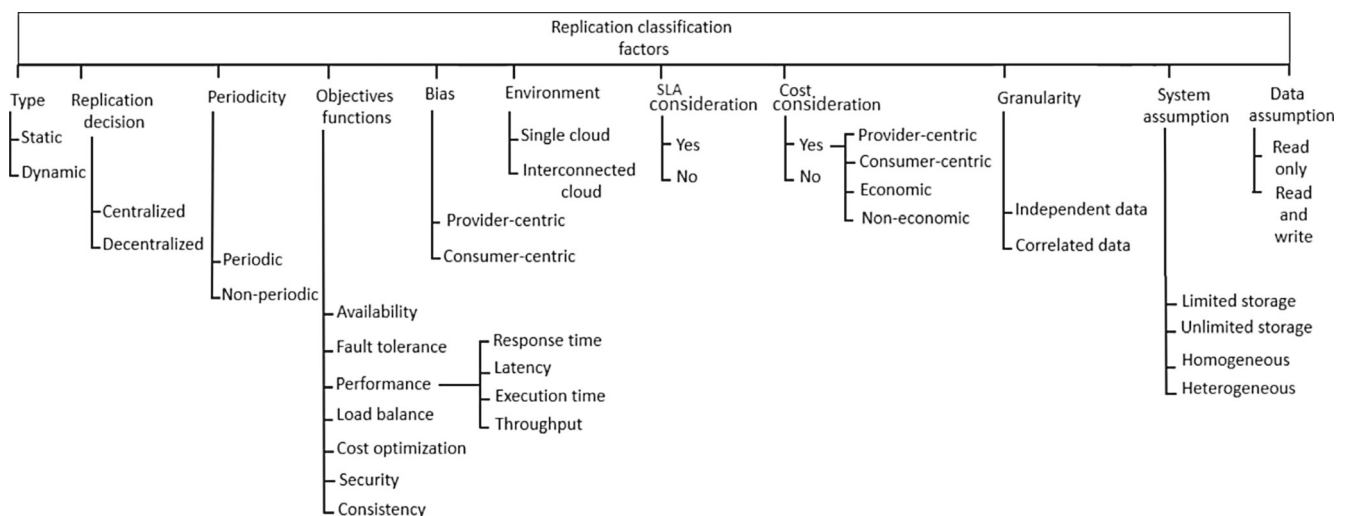 Replication classification
factors
Type
Static
Dynamic
Replication
decision
Centralized
Decentralized
Periodicity
Periodic
Non-periodic
Objectives
functions
Availability
Fault tolerance
Performance
Response time
Latency
Execution time
Throughput
Load balance
Cost optimization
Security
Consistency
Bias
Provider-centric
Consumer-centric
Environment
Single cloud
Interconnected
cloud
SLA
consideration
Yes
No
Cost
consideration
Yes
Provider-centric
Consumer-centric
Economic
Non-economic
No
Granularity
Independent data
Correlated data
System
assumption
Limited storage
Unlimited storage
Homogeneous
Heterogeneous
Data
assumption
Read
only
Read
and
write